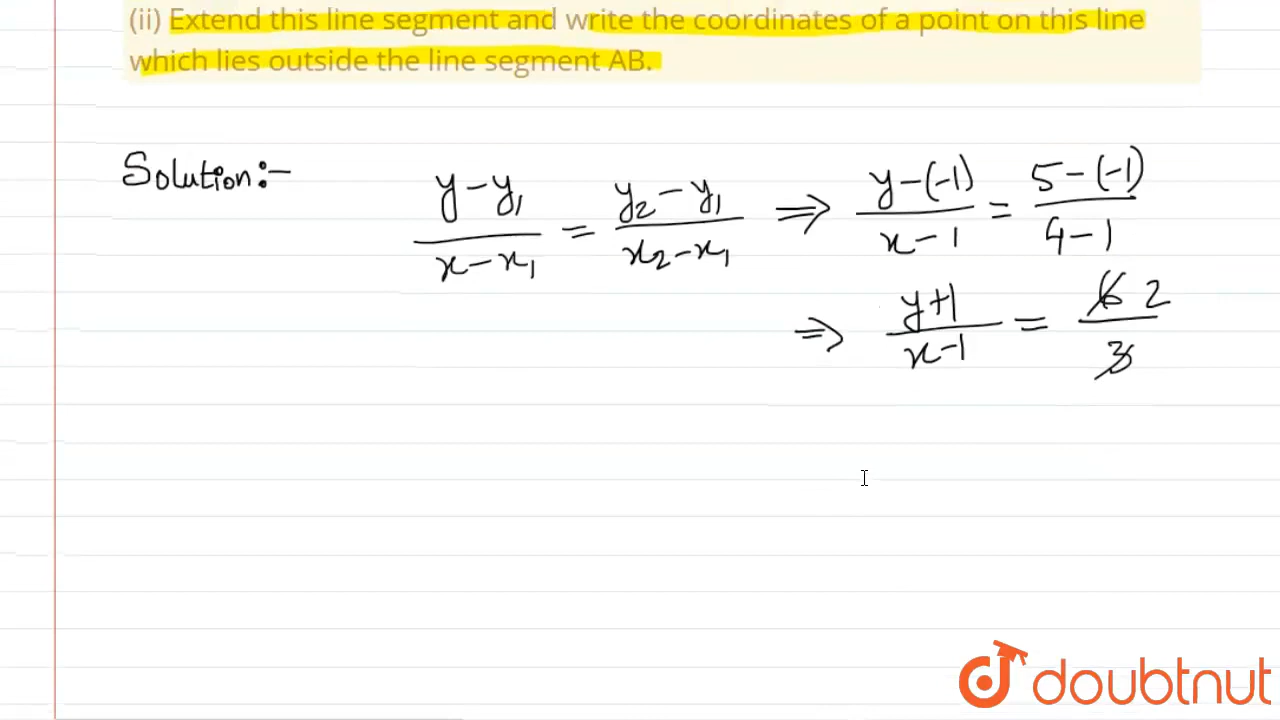 (ii) Extend this line segment and write the coordinates of a point on this line
which lies outside the line segment AB.
Solution:-
(y-y₁)/(x-x₁) = (y₂-y₁)/(x₂-x₁) ⇒ (y-(-1))/(x-1) = (5-(-1))/(4-1)
⇒ (y+1)/(x-1) = 6̸ 2/3̸
doubtnut